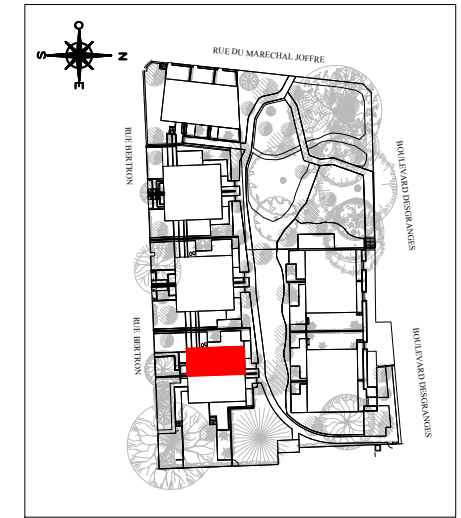 O
S
N
E
RUE DU MARECHAL JOFFRE
RUE BERTRON
BOULEVARD DESGRANGES
RUE BERTRON
BOULEVARD DESGRANGES